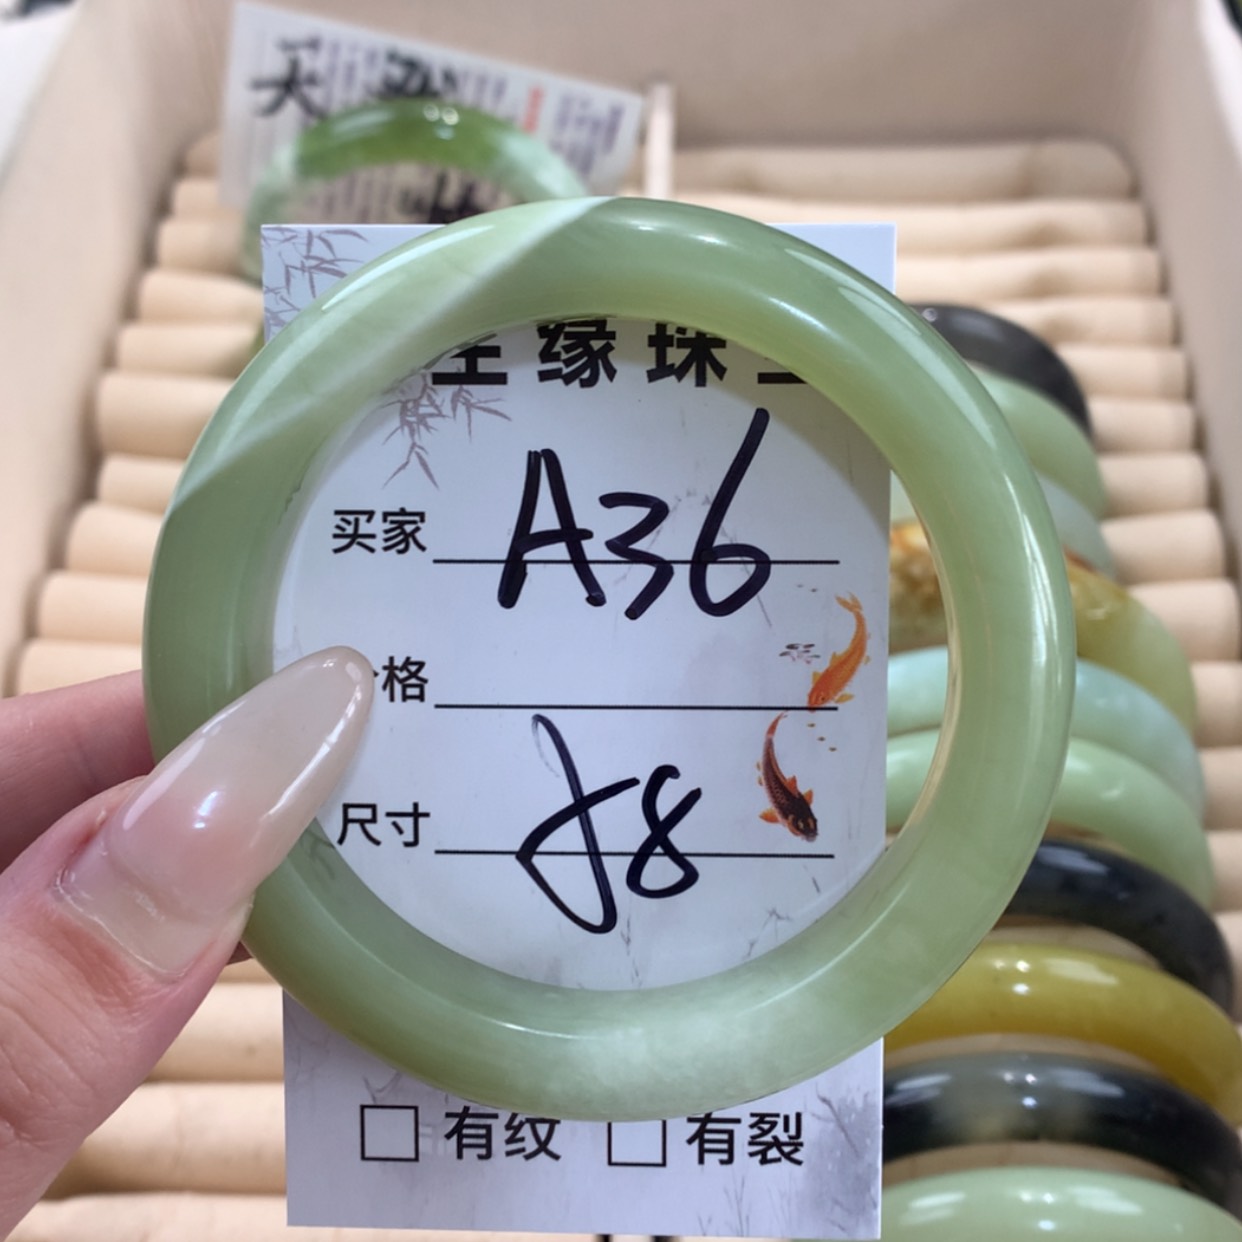 缘珠
买家 A36
格
尺寸 58
有纹 有裂